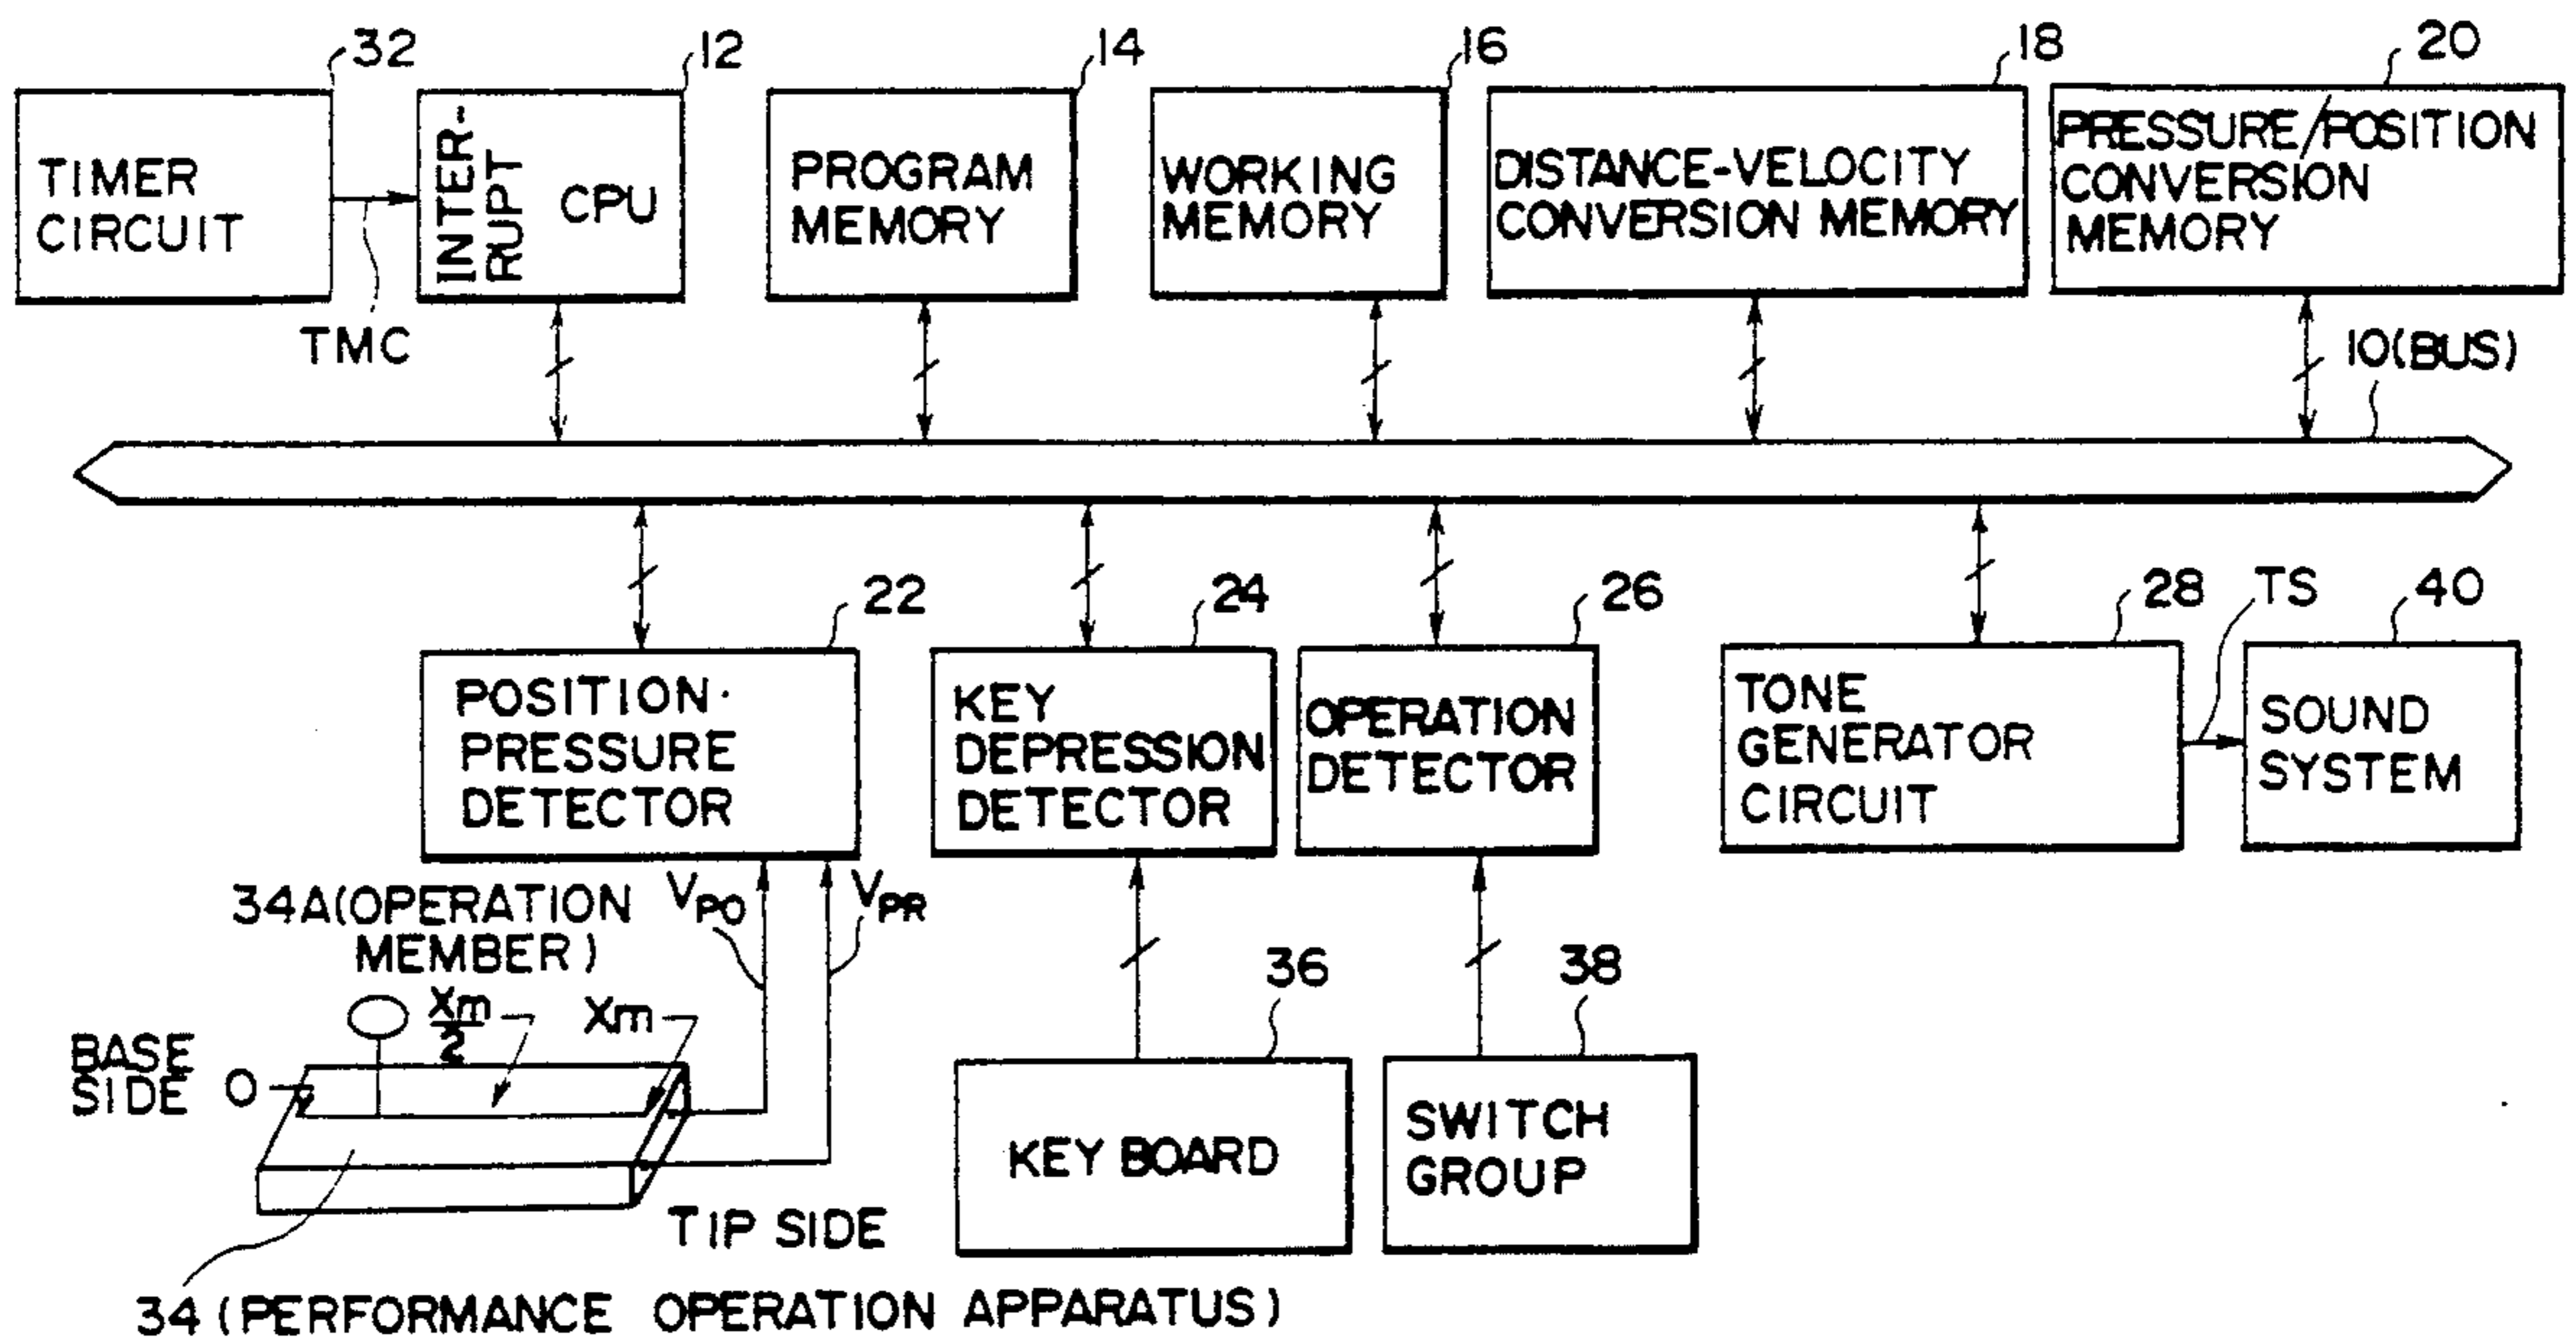 32
12
14
16
18
20
TIMER
CIRCUIT
INTER-
RUPT
CPU
PROGRAM
MEMORY
WORKING
MEMORY
DISTANCE-VELOCITY
CONVERSION MEMORY
PRESSURE/POSITION
CONVERSION
MEMORY
TMC
10(BUS)
22
24
26
28
TS
40
POSITION·
PRESSURE
DETECTOR
KEY
DEPRESSION
DETECTOR
OPERATION
DETECTOR
TONE
GENERATOR
CIRCUIT
SOUND
SYSTEM
34A(OPERATION
MEMBER)
VPO
VPR
36
38
BASE
SIDE
0
Xm
2
Xm
KEY BOARD
SWITCH
GROUP
TIP SIDE
34 (PERFORMANCE OPERATION APPARATUS)